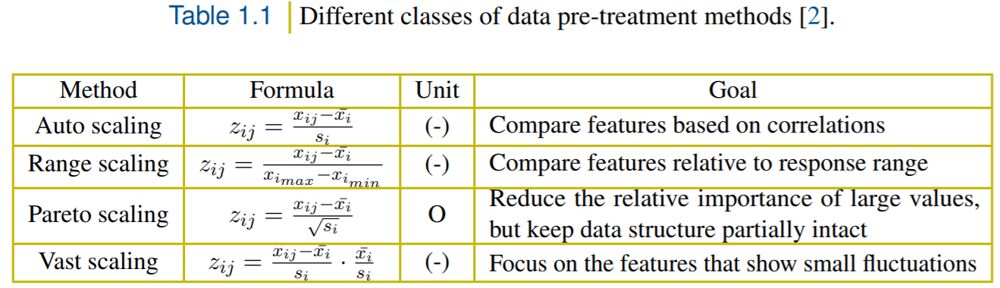 Table 1.1 | Different classes of data pre-treatment methods [2].
Method Formula Unit Goal
Auto scaling $z_{ij} = \frac{x_{ij} - \bar{x_i}}{s_i}$ (-) Compare features based on correlations
Range scaling $z_{ij} = \frac{x_{ij} - \bar{x_i}}{x_{i_{max}} - x_{i_{min}}}$ (-) Compare features relative to response range
Pareto scaling $z_{ij} = \frac{x_{ij} - \bar{x_i}}{\sqrt{s_i}}$ O Reduce the relative importance of large values,
but keep data structure partially intact
Vast scaling $z_{ij} = \frac{x_{ij} - \bar{x_i}}{s_i} \cdot \frac{\bar{x_i}}{s_i}$ (-) Focus on the features that show small fluctuations